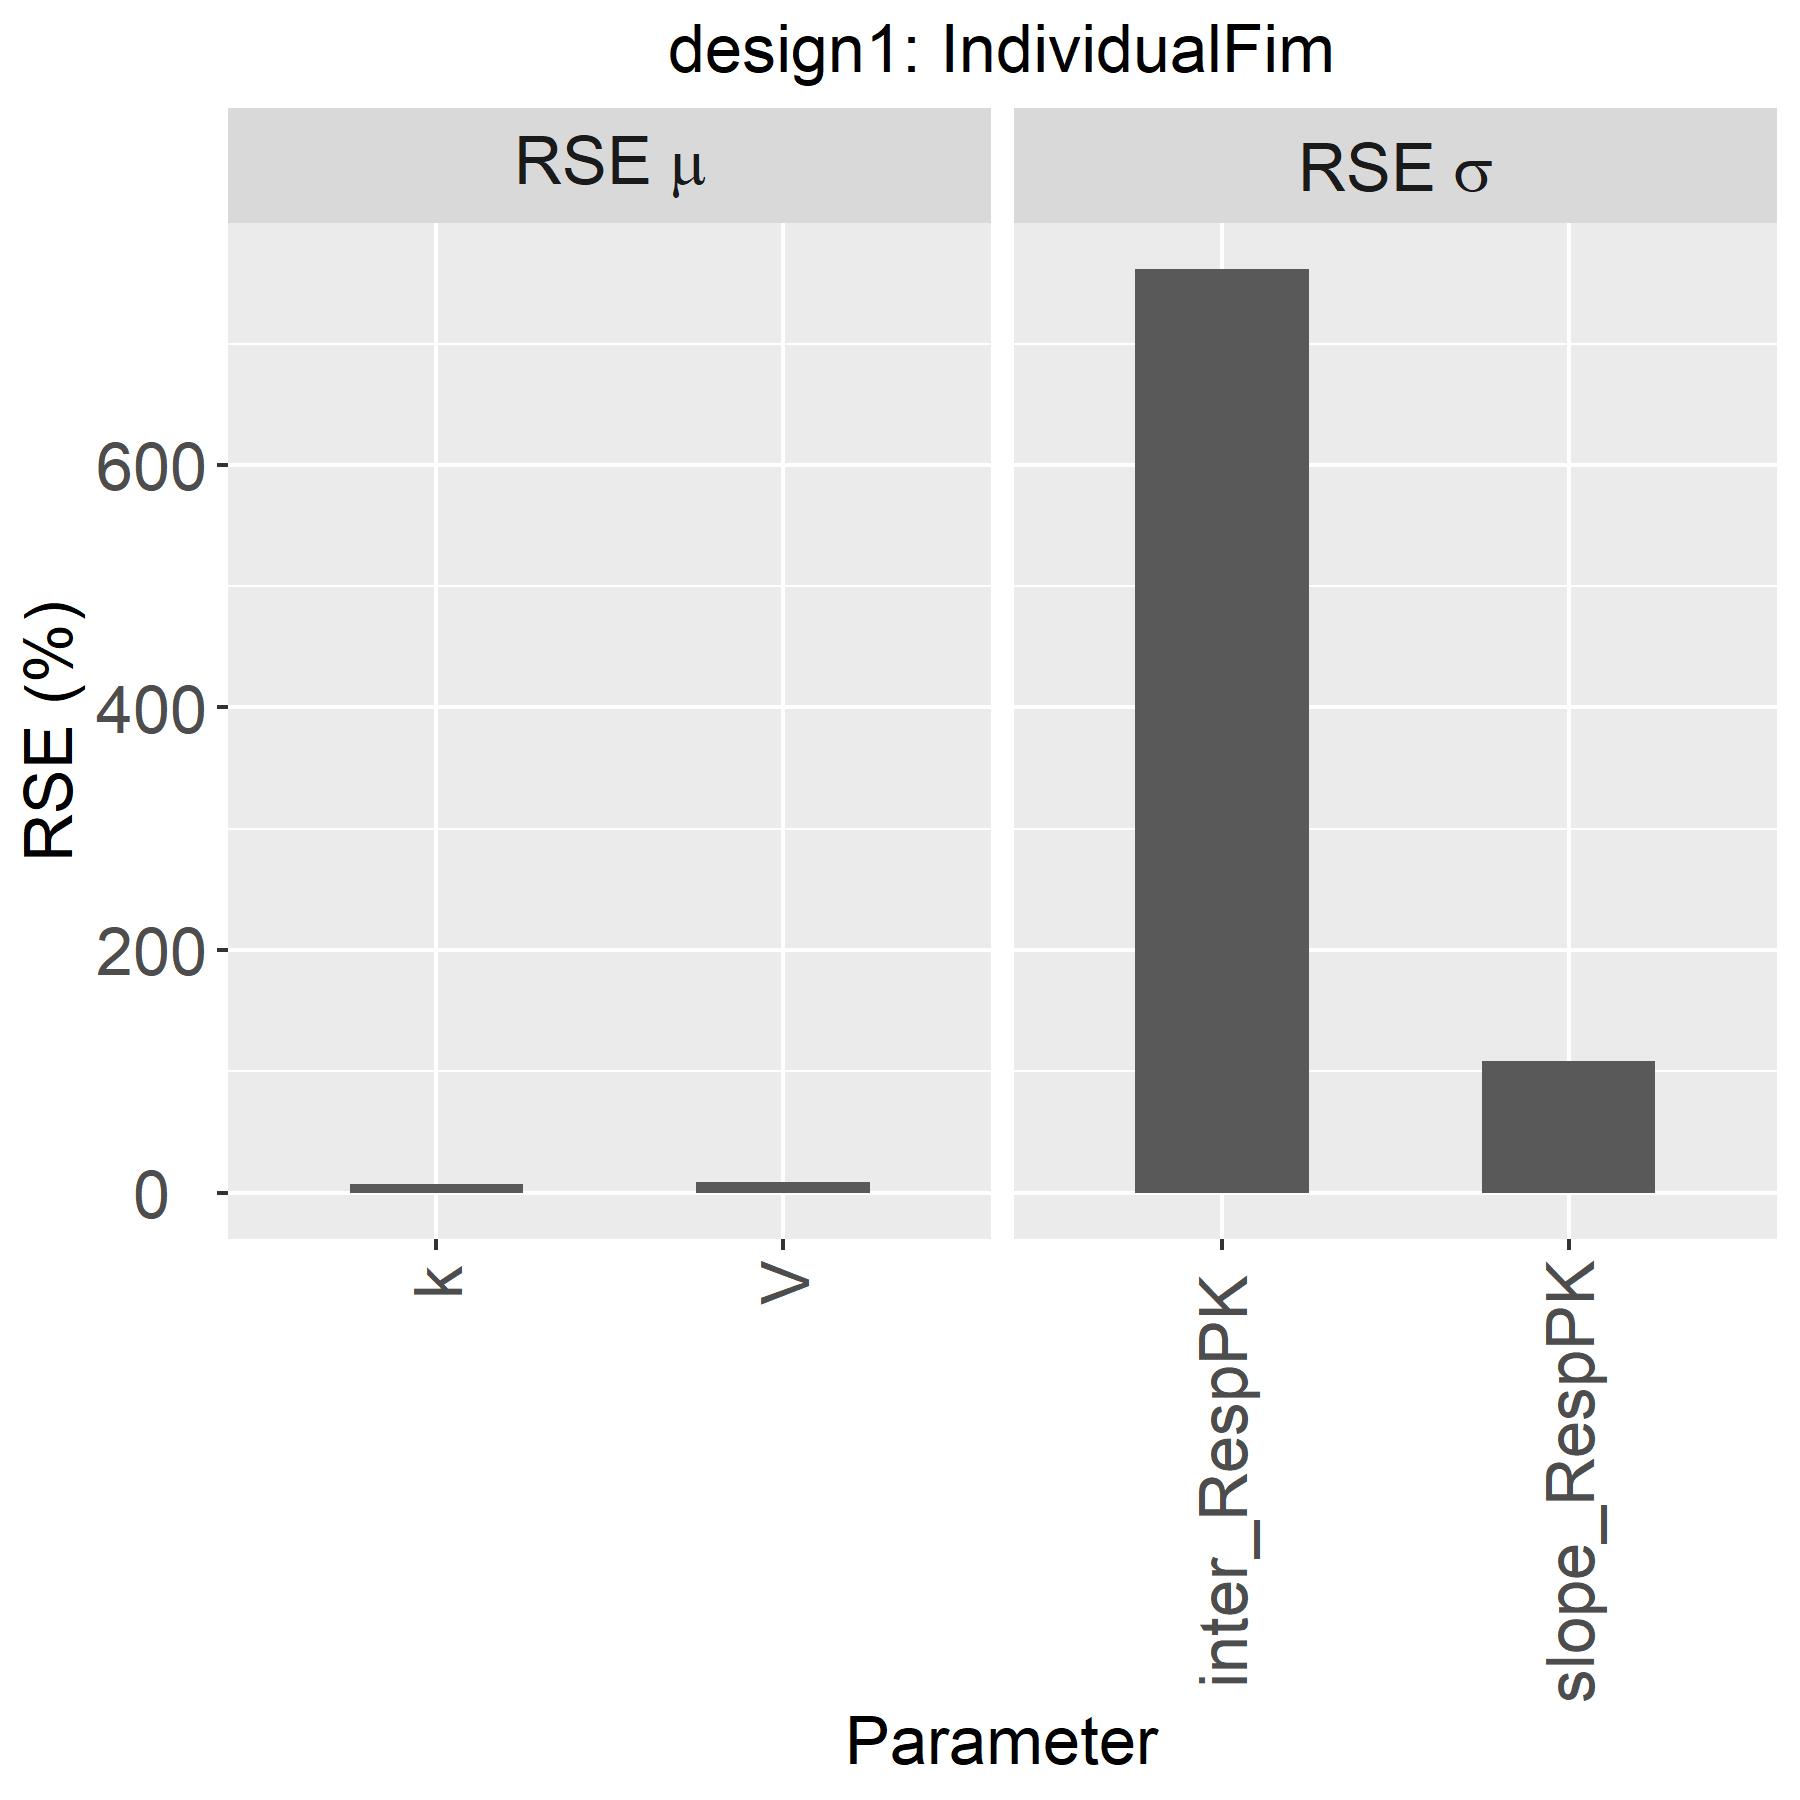 design1: IndividualFim
RSE μ
RSE σ
RSE (%)
600
400
200
0
k
V
inter_RespPK
slope_RespPK
Parameter